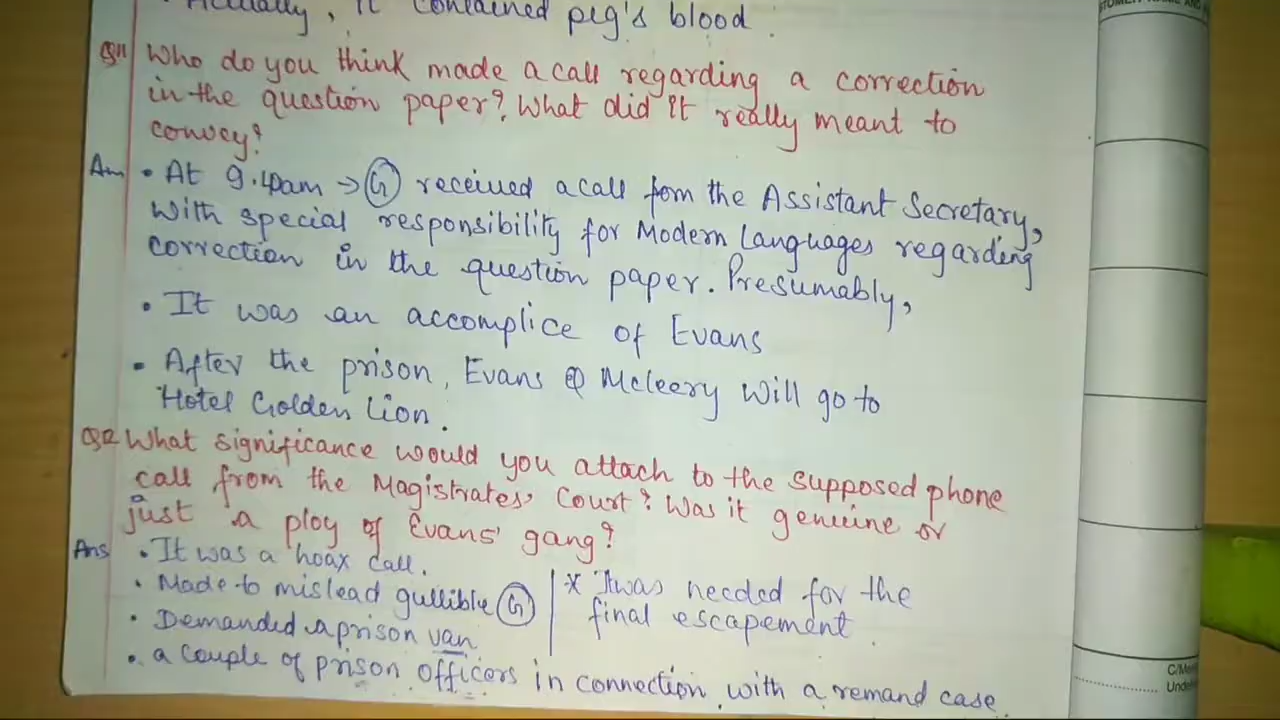 Actually, it contained pig's blood.
Q11 Who do you think made a call regarding a correction
in the question paper? What did it really meant to
convey?
Ans • At 9.40am → (G) received a call fom the Assistant Secretary,
with special responsibility for Modern Languages regarding
correction in the question paper. Presumably,
• It was an accomplice of Evans
• After the prison, Evans @ Mcleery will go to
Hotel Golden Lion.
Q12 What significance would you attach to the supposed phone
call from the Magistrates' Court? Was it genuine or
just a ploy of Evans' gang?
Ans • It was a hoax call.
• Made to mislead gullible (G)
• Demanded a prison van
• a couple of prison officers in connection with a remand case.
* It was needed for the
final escapement.
C/Me
Unde